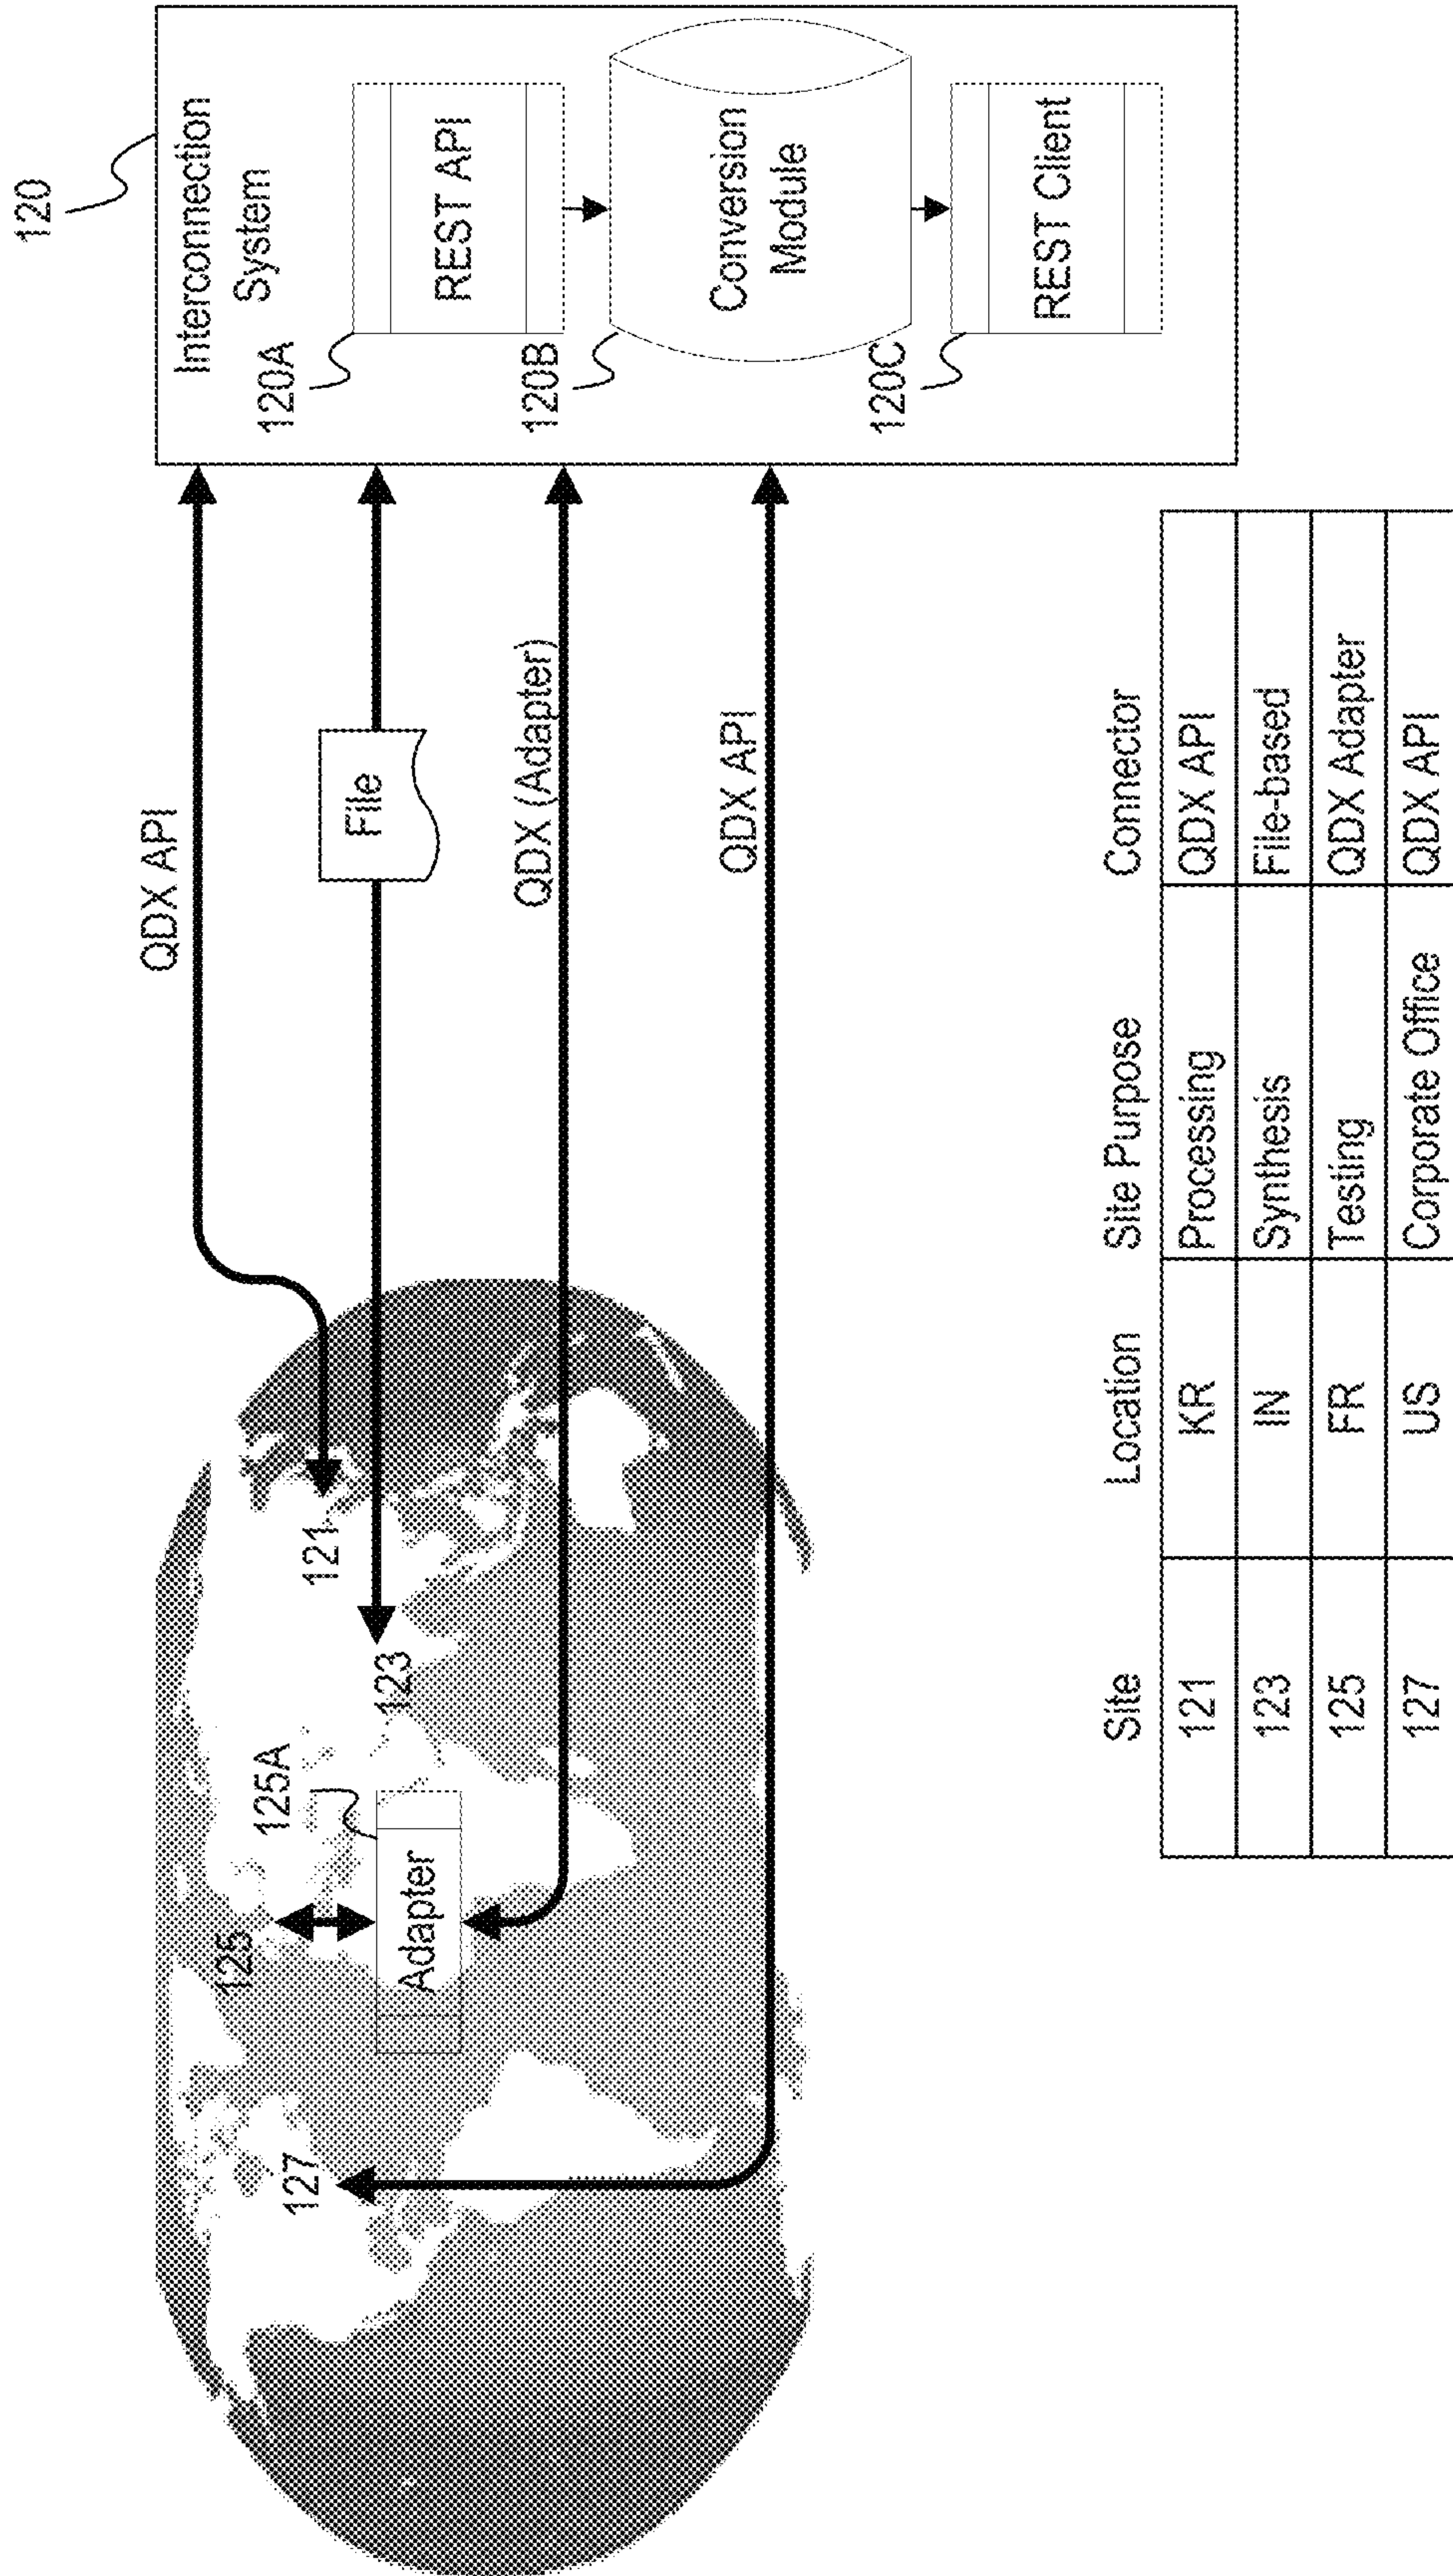 120
Interconnection
System
120A
REST API
120B
Conversion
Module
120C
REST Client
QDX API
File
QDX (Adapter)
QDX API
121
123
125
125A
Adapter
127
Site Location Site Purpose Connector
121 KR Processing QDX API
123 IN Synthesis File-based
125 FR Testing QDX Adapter
127 US Corporate Office QDX API